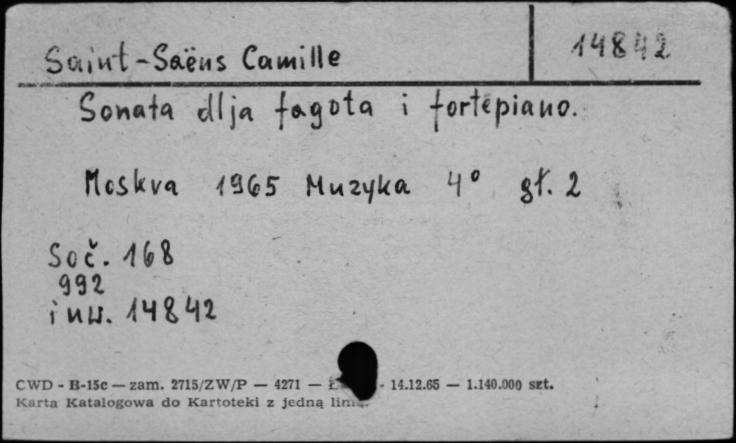 Saint-Saëns Camille 14842
Sonata dlja fagota i fortepiano.
Moskva 1965 Muzyka 4° gł. 2
Soč. 168
992
inw. 14842
CWD - B-15c — zam. 2715/ZW/P — 4271 — - 14.12.65 — 1.140.000 szt.
Karta Katalogowa do Kartoteki z jedną